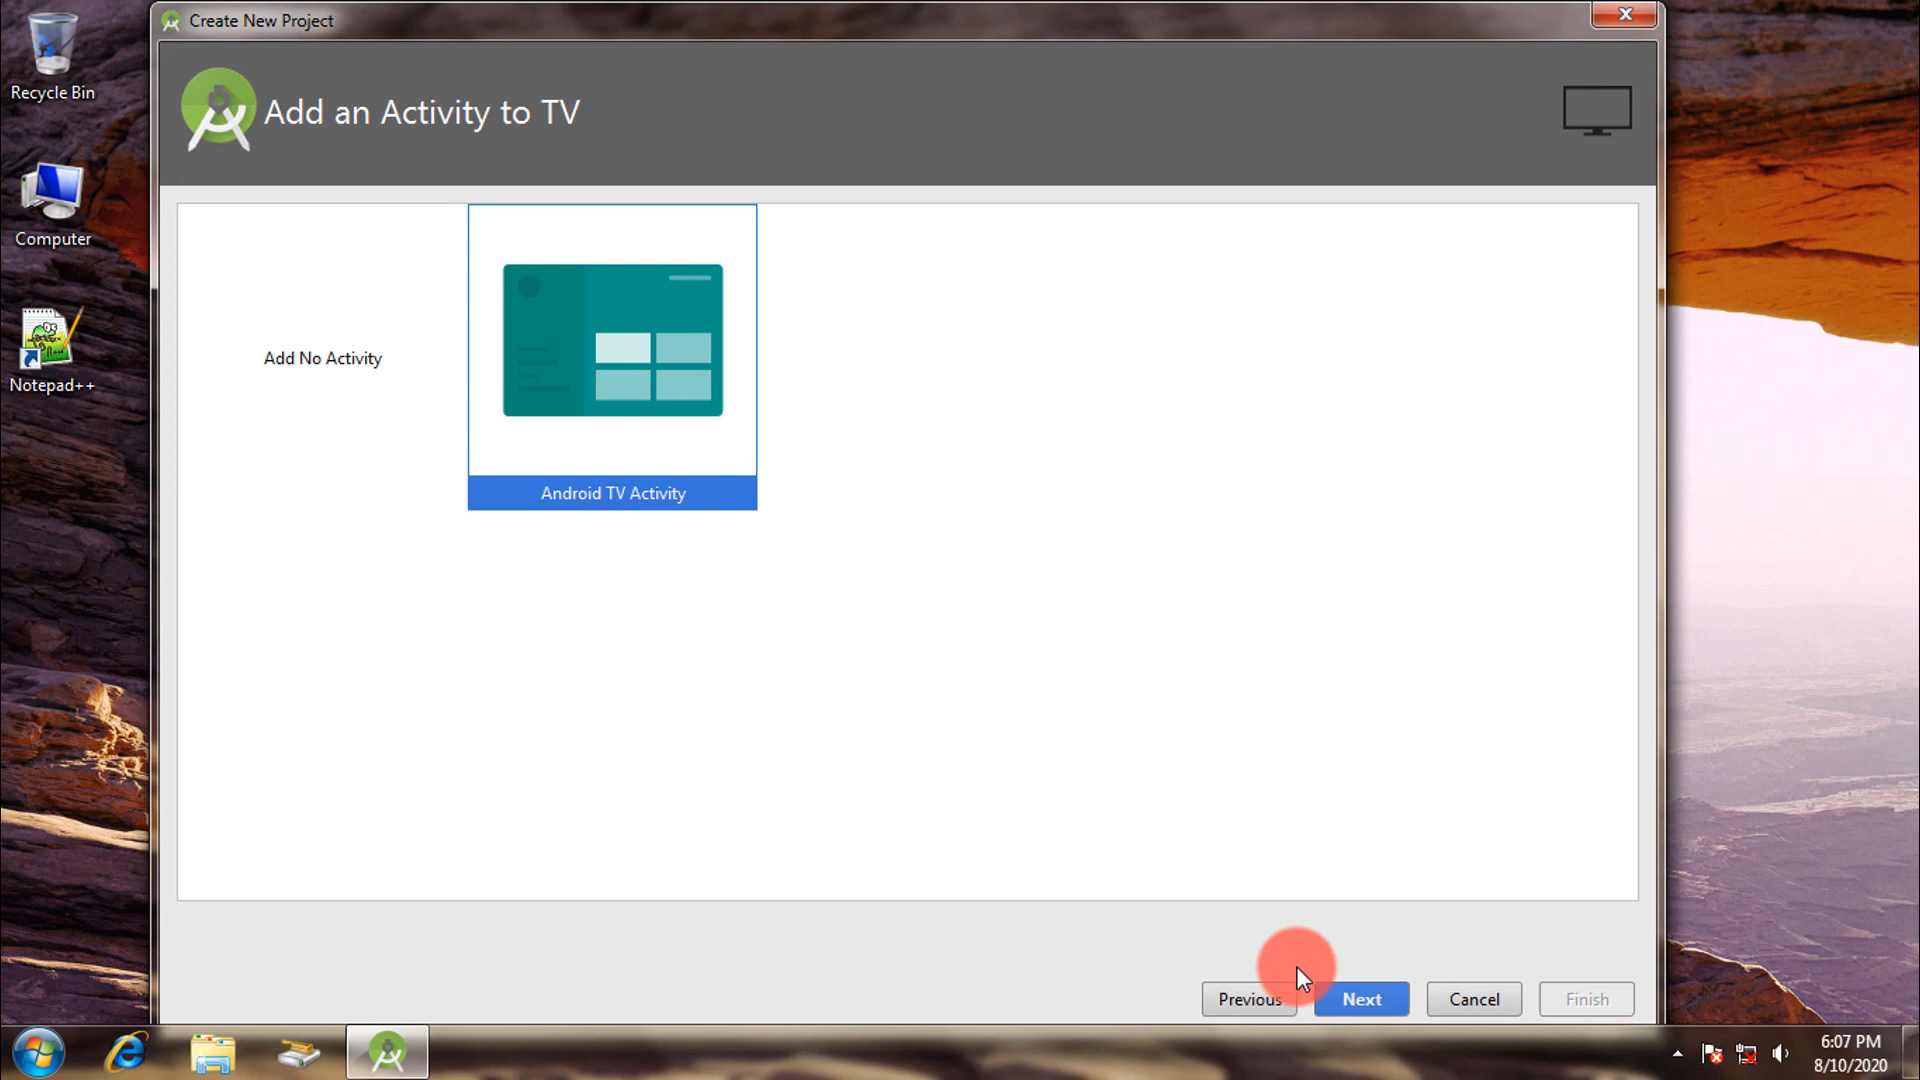 Create New Project
Recycle Bin
Add an Activity to TV
Computer
Add No Activity
Notepad++
Android TV Activity
Previous
Next
Cancel
Finish
6:07 PM
8/10/2020